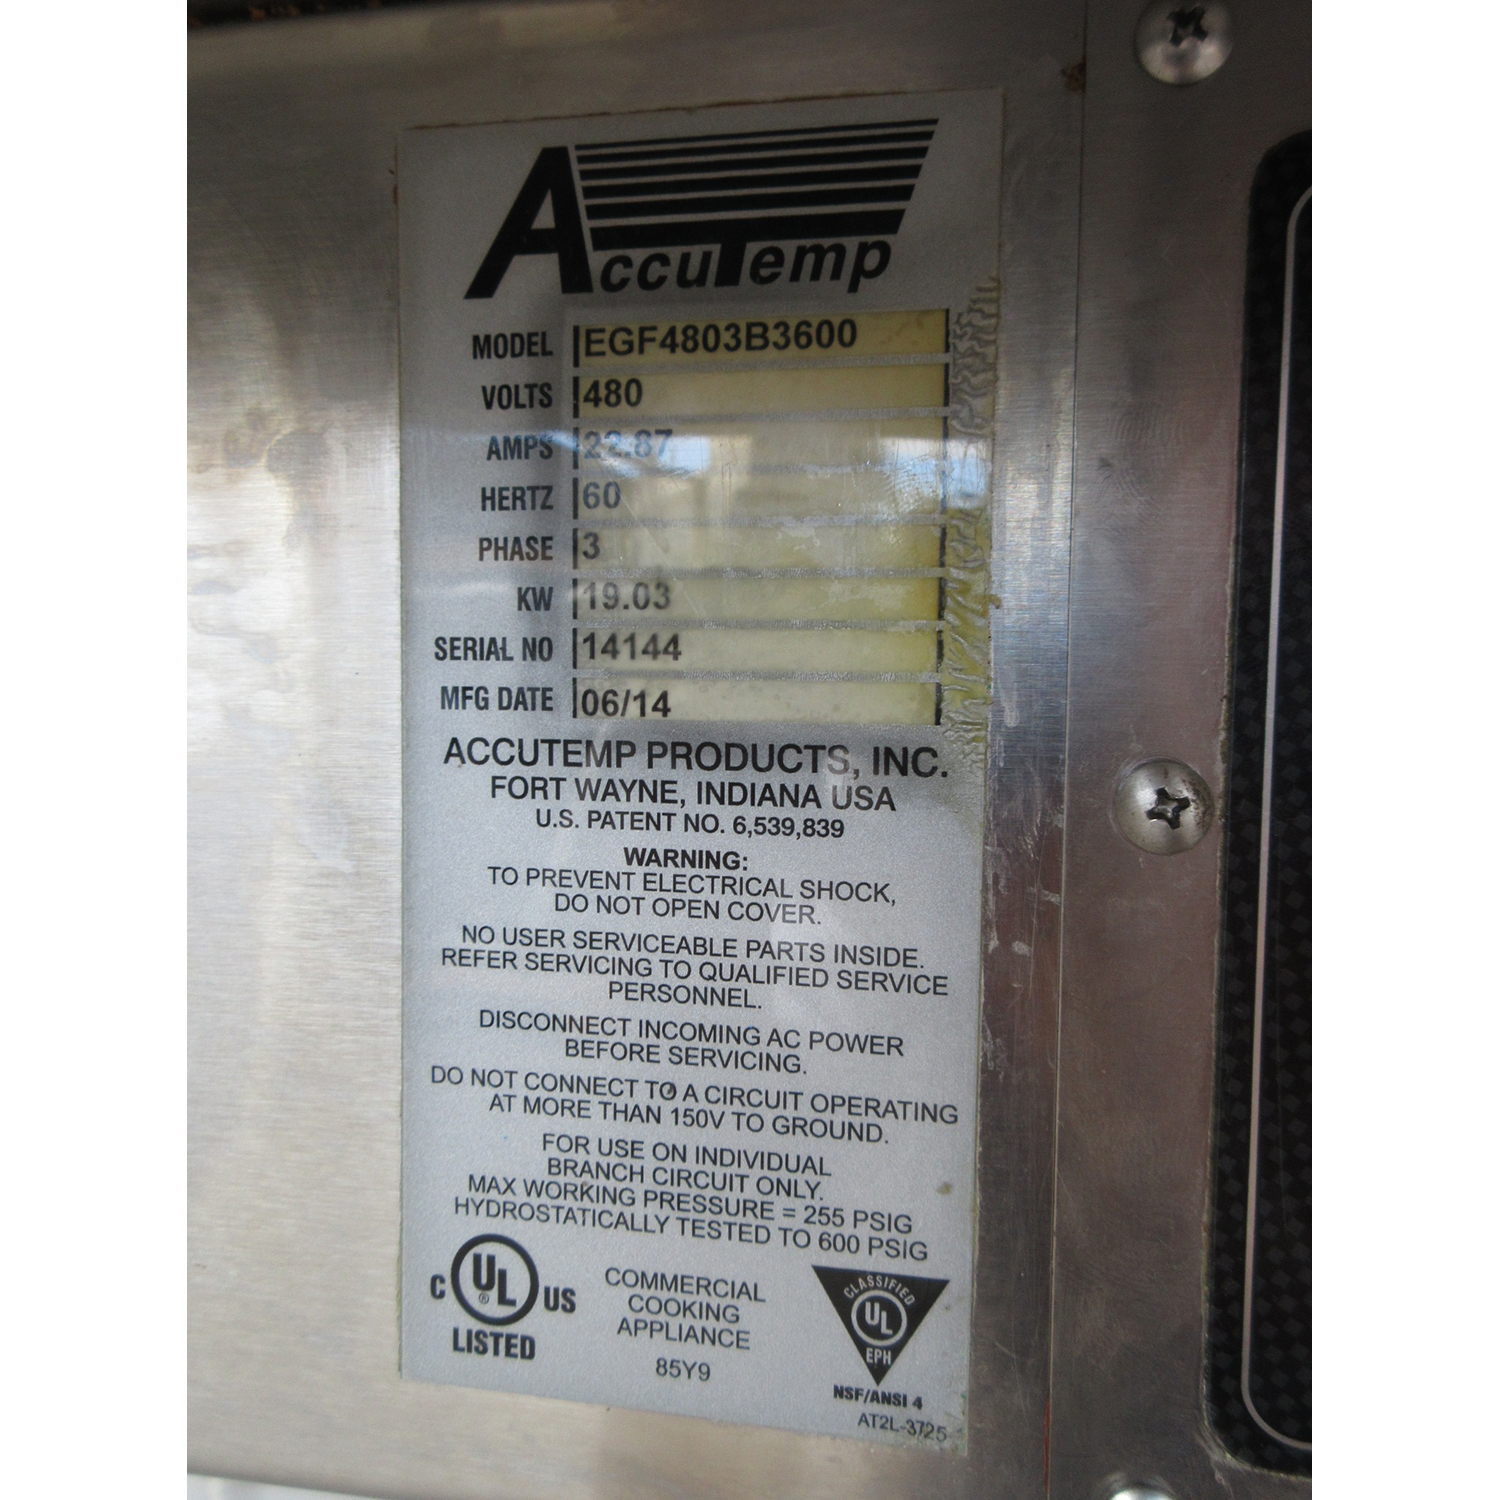 AccuTemp
MODEL EGF4803B3600
VOLTS 480
AMPS 22.87
HERTZ 60
PHASE 3
KW 19.03
SERIAL NO 14144
MFG DATE 06/14
ACCUTEMP PRODUCTS, INC.
FORT WAYNE, INDIANA USA
U.S. PATENT NO. 6,539,839
WARNING:
TO PREVENT ELECTRICAL SHOCK,
DO NOT OPEN COVER.
NO USER SERVICEABLE PARTS INSIDE.
REFER SERVICING TO QUALIFIED SERVICE
PERSONNEL.
DISCONNECT INCOMING AC POWER
BEFORE SERVICING.
DO NOT CONNECT TO A CIRCUIT OPERATING
AT MORE THAN 150V TO GROUND.
FOR USE ON INDIVIDUAL
BRANCH CIRCUIT ONLY.
MAX WORKING PRESSURE = 255 PSIG
HYDROSTATICALLY TESTED TO 600 PSIG
C UL ® US
LISTED
COMMERCIAL
COOKING
APPLIANCE
85Y9
CLASSIFIED
UL
EPH
NSF/ANSI 4
AT2L-3725